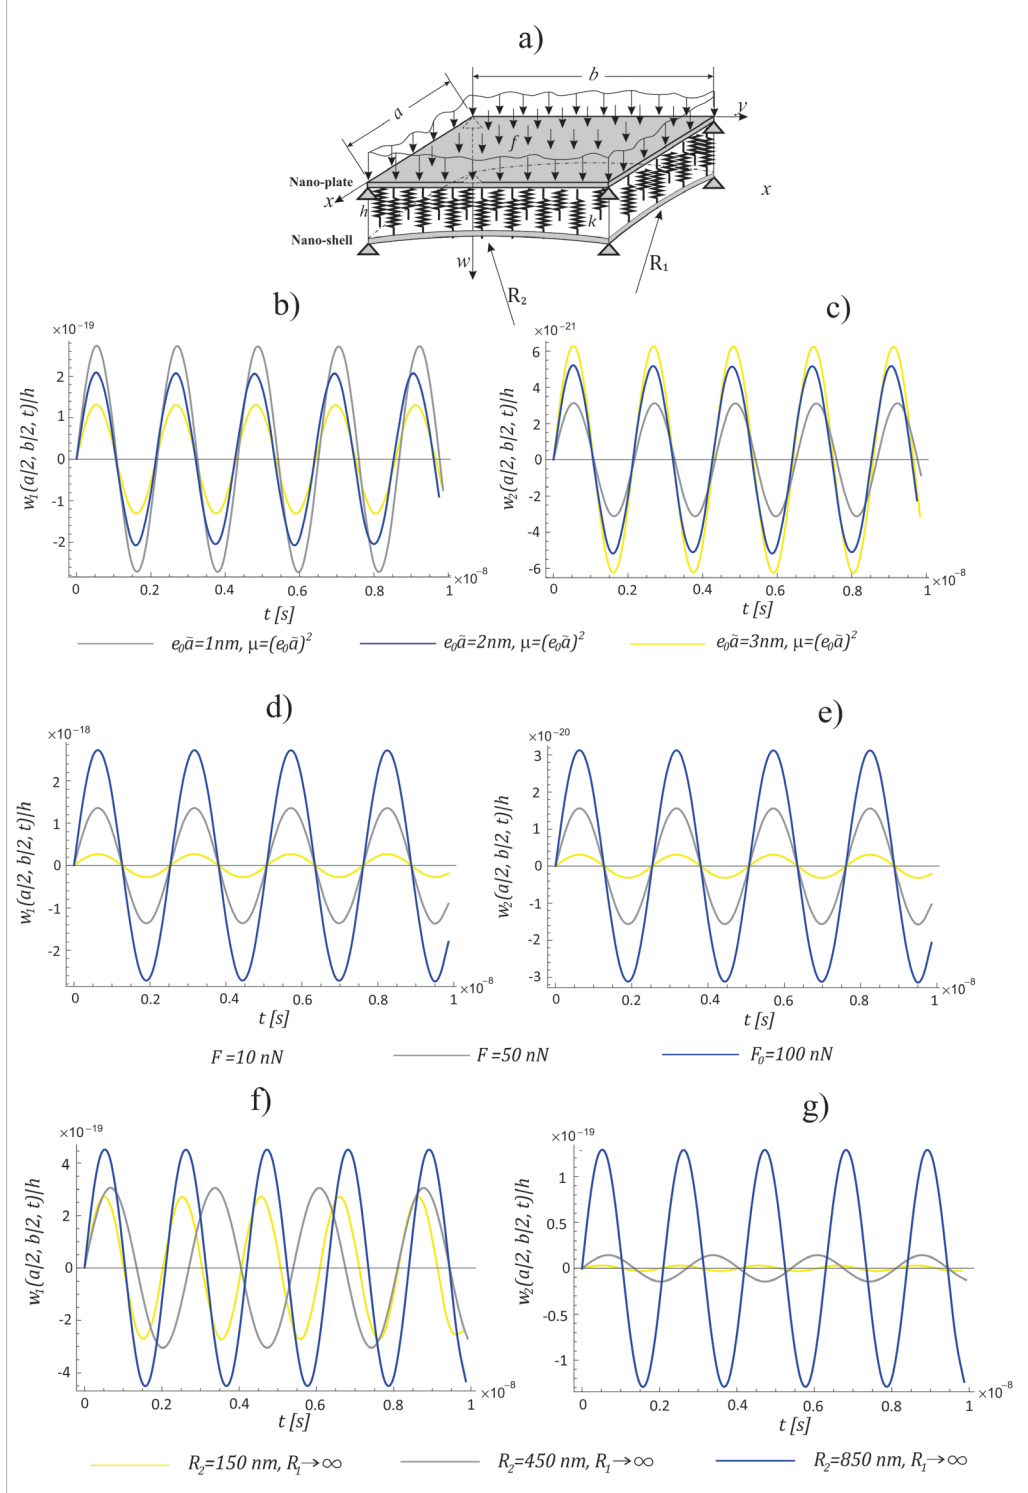 a)
b
a
y
f
Nano-plate
x
x
h
k
Nano-shell
w
R₁
R₂
b)
c)
×10⁻¹⁹
w₁(a|2, b|2, t)|h
2
1
0
-1
-2
0 0.2 0.4 0.6 0.8 1
×10⁻⁸
t [s]
×10⁻²¹
w₂(a|2, b|2, t)|h
6
4
2
0
-2
-4
-6
0 0.2 0.4 0.6 0.8 1
×10⁻⁸
t [s]
e₀ã=1nm, μ=(e₀ã)² e₀ã=2nm, μ=(e₀ã)² e₀ã=3nm, μ=(e₀ã)²
d)
e)
×10⁻¹⁸
w₁(a|2, b|2, t)|h
2
1
0
-1
-2
0 0.2 0.4 0.6 0.8 1
×10⁻⁸
t [s]
×10⁻²⁰
w₂(a|2, b|2, t)|h
3
2
1
0
-1
-2
-3
0 0.2 0.4 0.6 0.8 1
×10⁻⁸
t [s]
F =10 nN F =50 nN F₀=100 nN
f)
g)
×10⁻¹⁹
w₁(a|2, b|2, t)|h
4
2
0
-2
-4
0 0.2 0.4 0.6 0.8 1
×10⁻⁸
t [s]
×10⁻¹⁹
w₂(a|2, b|2, t)|h
1
0.5
0
-0.5
-1
0 0.2 0.4 0.6 0.8 1
×10⁻⁸
t [s]
R₂=150 nm, R₁→∞ R₂=450 nm, R₁→∞ R₂=850 nm, R₁→∞